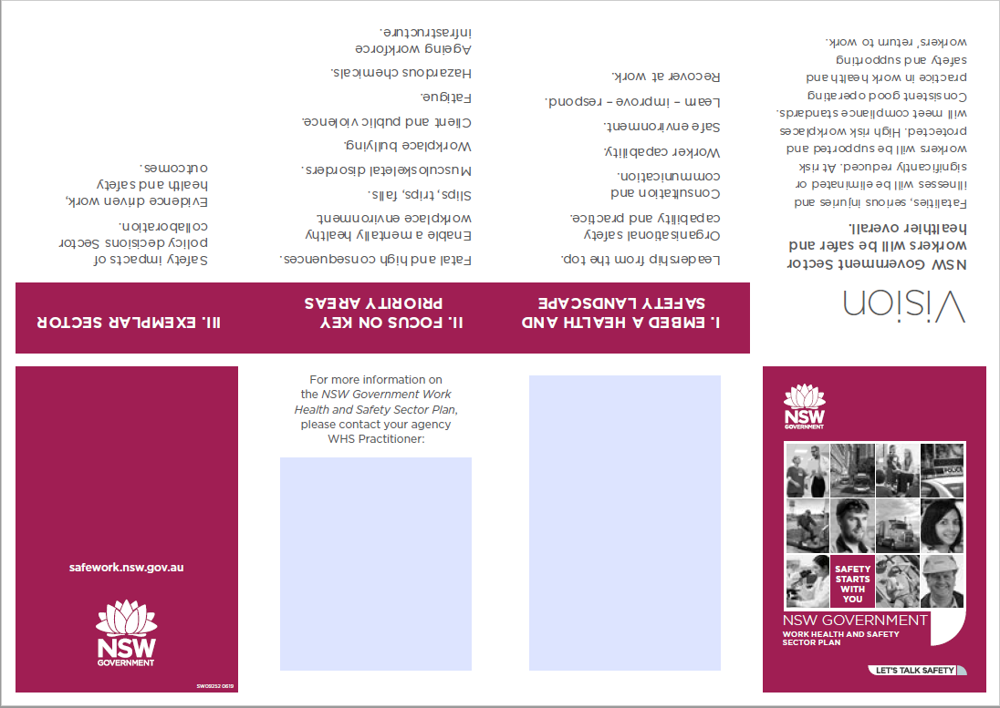 Vision
NSW Government Sector
workers will be safer and
healthier overall.
Fatalities, serious injuries and
illnesses will be eliminated or
significantly reduced. At risk
workers will be supported and
protected. High risk workplaces
will meet compliance standards.
Consistent good operating
practice in work health and
safety and supporting
workers' return to work.
I. EMBED A HEALTH AND
SAFETY LANDSCAPE
Leadership from the top.
Organisational safety
capability and practice.
Consultation and
communication.
Worker capability.
Safe environment.
Learn – improve – respond.
Recover at work.
II. FOCUS ON KEY
PRIORITY AREAS
Fatal and high consequences.
Enable a mentally healthy
workplace environment.
Slips, trips, falls.
Musculoskeletal disorders.
Workplace bullying.
Client and public violence.
Fatigue.
Hazardous chemicals.
Ageing workforce
infrastructure.
III. EXEMPLAR SECTOR
Safety impacts of
policy decisions Sector
collaboration.
Evidence driven work,
health and safety
outcomes.
safework.nsw.gov.au
NSW
GOVERNMENT
SW09252 0619
For more information on
the NSW Government Work
Health and Safety Sector Plan,
please contact your agency
WHS Practitioner:
NSW
GOVERNMENT
POLICE
SAFETY
STARTS
WITH
YOU
NSW GOVERNMENT
WORK HEALTH AND SAFETY
SECTOR PLAN
LET'S TALK SAFETY